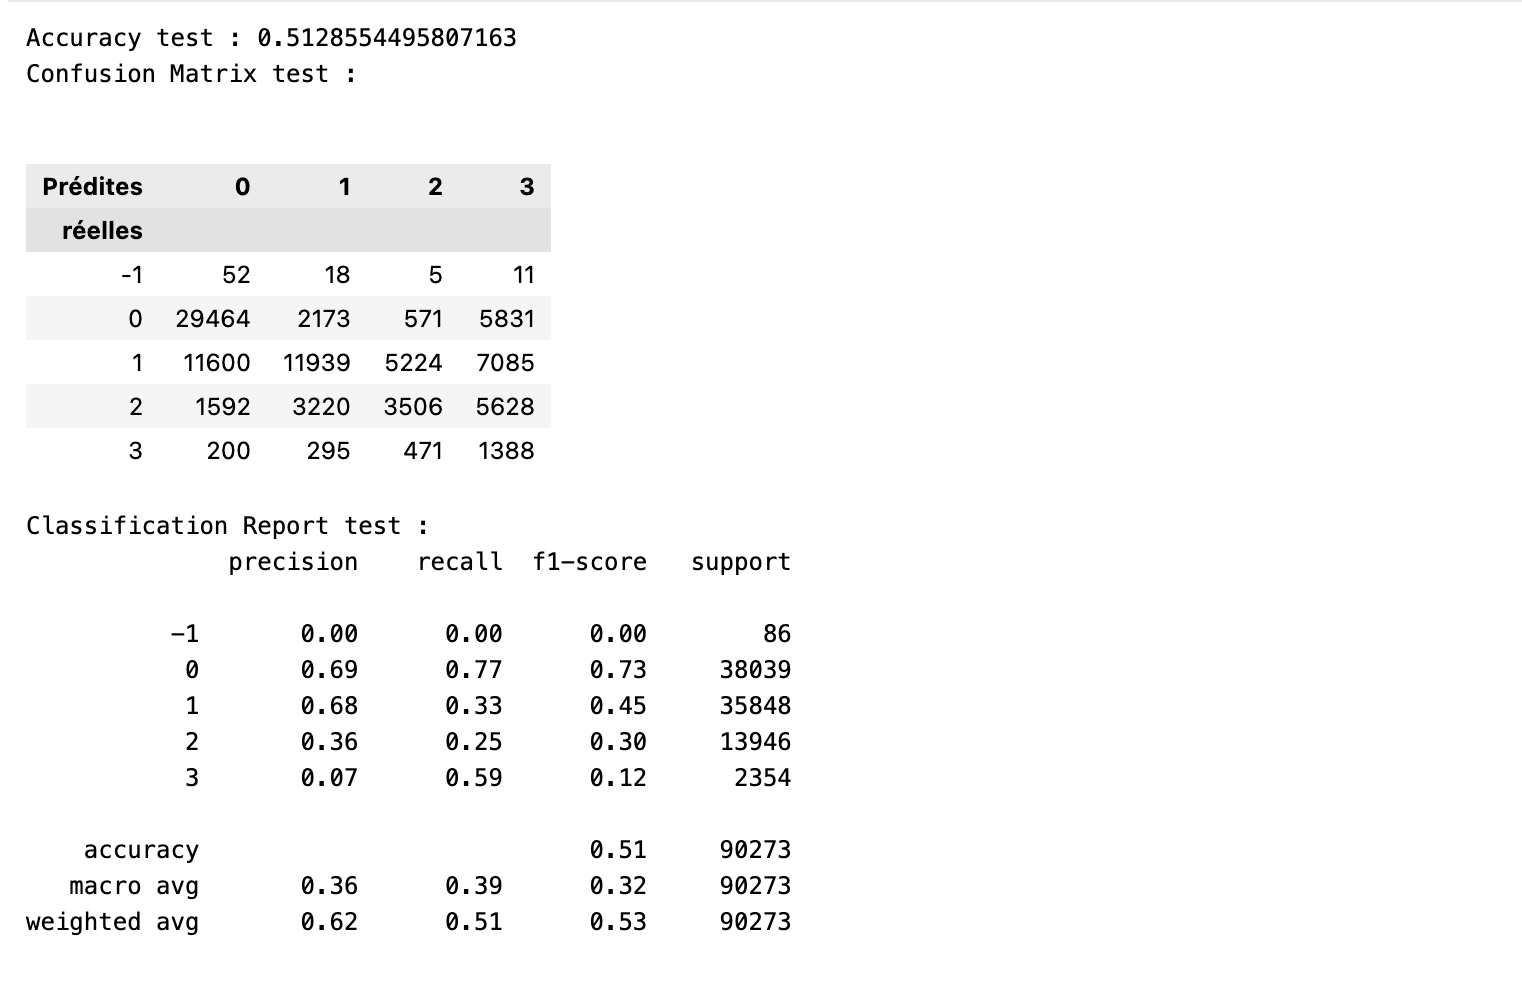 Accuracy test : 0.5128554495807163
Confusion Matrix test :
Prédites 0 1 2 3
réelles
-1 52 18 5 11
0 29464 2173 571 5831
1 11600 11939 5224 7085
2 1592 3220 3506 5628
3 200 295 471 1388
Classification Report test :
precision recall f1-score support
-1 0.00 0.00 0.00 86
0 0.69 0.77 0.73 38039
1 0.68 0.33 0.45 35848
2 0.36 0.25 0.30 13946
3 0.07 0.59 0.12 2354
accuracy 0.51 90273
macro avg 0.36 0.39 0.32 90273
weighted avg 0.62 0.51 0.53 90273